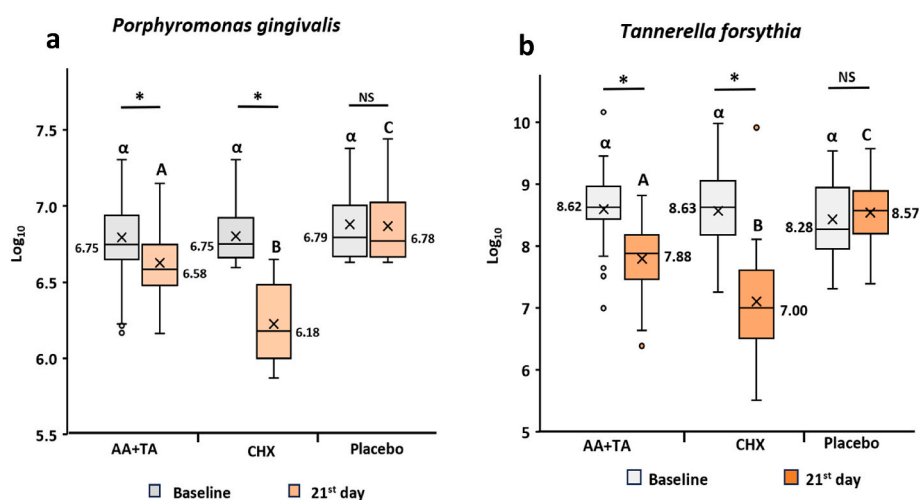 a
Porphyromonas gingivalis
* * NS
α A α B α C
7.5
7.0
6.5
6.0
5.5
Log10
6.75 6.58 6.75 6.18 6.79 6.78
AA+TA CHX Placebo
Baseline 21st day
b
Tannerella forsythia
* * NS
α A α B α C
10
9
8
7
6
5
Log10
8.62 7.88 8.63 7.00 8.28 8.57
AA+TA CHX Placebo
Baseline 21st day